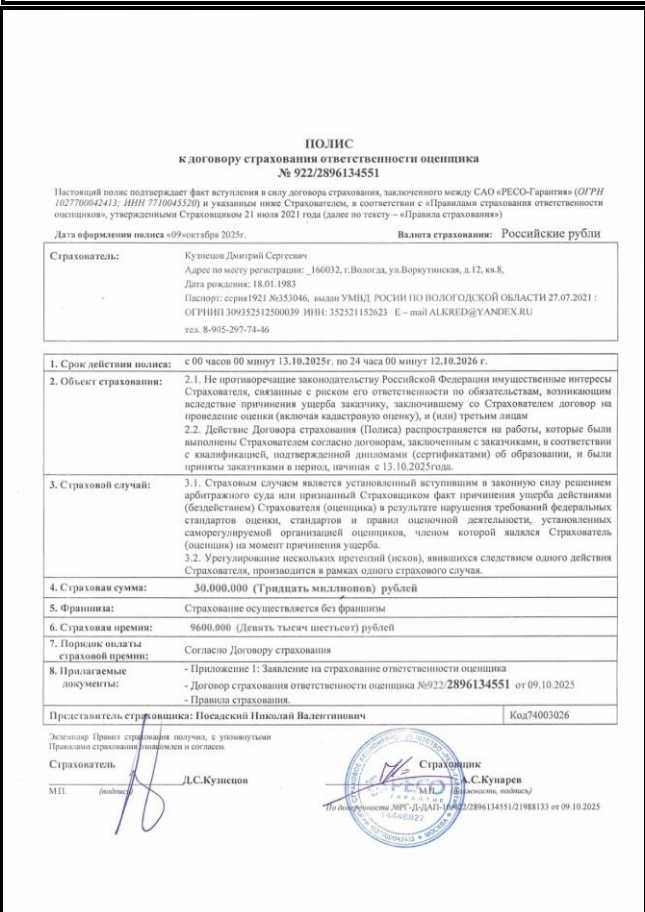 ПОЛИС
к договору страхования ответственности оценщика
№ 922/2896134551
Настоящий полис подтверждает факт вступления в силу договора страхования, заключенного между САО «РЕСО-Гарантия» (ОГРН
1027700042413; ИНН 7710045520) и указанным ниже Страхователем, в соответствии с «Правилами страхования ответственности
оценщиков», утвержденными Страховщиком 21 июля 2021 года (далее по тексту – «Правила страхования»)
Дата оформления полиса «09»октября 2025г. Валюта страхования: Российские рубли
Страхователь: Кузнецов Дмитрий Сергеевич
Адрес по месту регистрации: _160032, г.Вологда, ул.Воркутинская, д.12, кв.8,
Дата рождения: 18.01.1983
Паспорт: серия1921 №353046, выдан УМВД РОСИИ ПО ВОЛОГОДСКОЙ ОБЛАСТИ 27.07.2021 :
ОГРНИП 309352512500039 ИНН: 352521152623 E – mail ALKRED@YANDEX.RU
тел. 8-905-297-74-46
1. Срок действия полиса: с 00 часов 00 минут 13.10.2025г. по 24 часа 00 минут 12.10.2026 г.
2. Объект страхования: 2.1. Не противоречащие законодательству Российской Федерации имущественные интересы
Страхователя, связанные с риском его ответственности по обязательствам, возникающим
вследствие причинения ущерба заказчику, заключившему со Страхователем договор на
проведение оценки (включая кадастровую оценку), и (или) третьим лицам
2.2. Действие Договора страхования (Полиса) распространяется на работы, которые были
выполнены Страхователем согласно договорам, заключенным с заказчиками, в соответствии
с квалификацией, подтвержденной дипломами (сертификатами) об образовании, и были
приняты заказчиками в период, начиная с 13.10.2025года.
3. Страховой случай: 3.1. Страховым случаем является установленный вступившим в законную силу решением
арбитражного суда или признанный Страховщиком факт причинения ущерба действиями
(бездействием) Страхователя (оценщика) в результате нарушения требований федеральных
стандартов оценки, стандартов и правил оценочной деятельности, установленных
саморегулируемой организацией оценщиков, членом которой являлся Страхователь
(оценщик) на момент причинения ущерба.
3.2. Урегулирование нескольких претензий (исков), явившихся следствием одного действия
Страхователя, производится в рамках одного страхового случая.
4. Страховая сумма: 30.000.000 (Тридцать миллионов) рублей
5. Франшиза: Страхование осуществляется без франшизы
6. Страховая премия: 9600.000 (Девять тысяч шестьсот) рублей
7. Порядок оплаты
страховой премии: Согласно Договору страхования
8. Прилагаемые
документы: - Приложение 1: Заявление на страхование ответственности оценщика
- Договор страхования ответственности оценщика №922/2896134551 от 09.10.2025
- Правила страхования.
Представитель страховщика: Посадский Николай Валентинович Код74003026
Экземпляр Правил страхования получил, с упомянутыми
Правилами страхования ознакомлен и согласен.
Страхователь Страховщик
Д.С.Кузнецов А.С.Кунарев
М.П. (подпись) М.П. (должность, подпись)
По доверенности №РГ-Д-ДАП-16/922/2896134551/21988133 от 09.10.2025
РЕСО
ГАРАНТИЯ